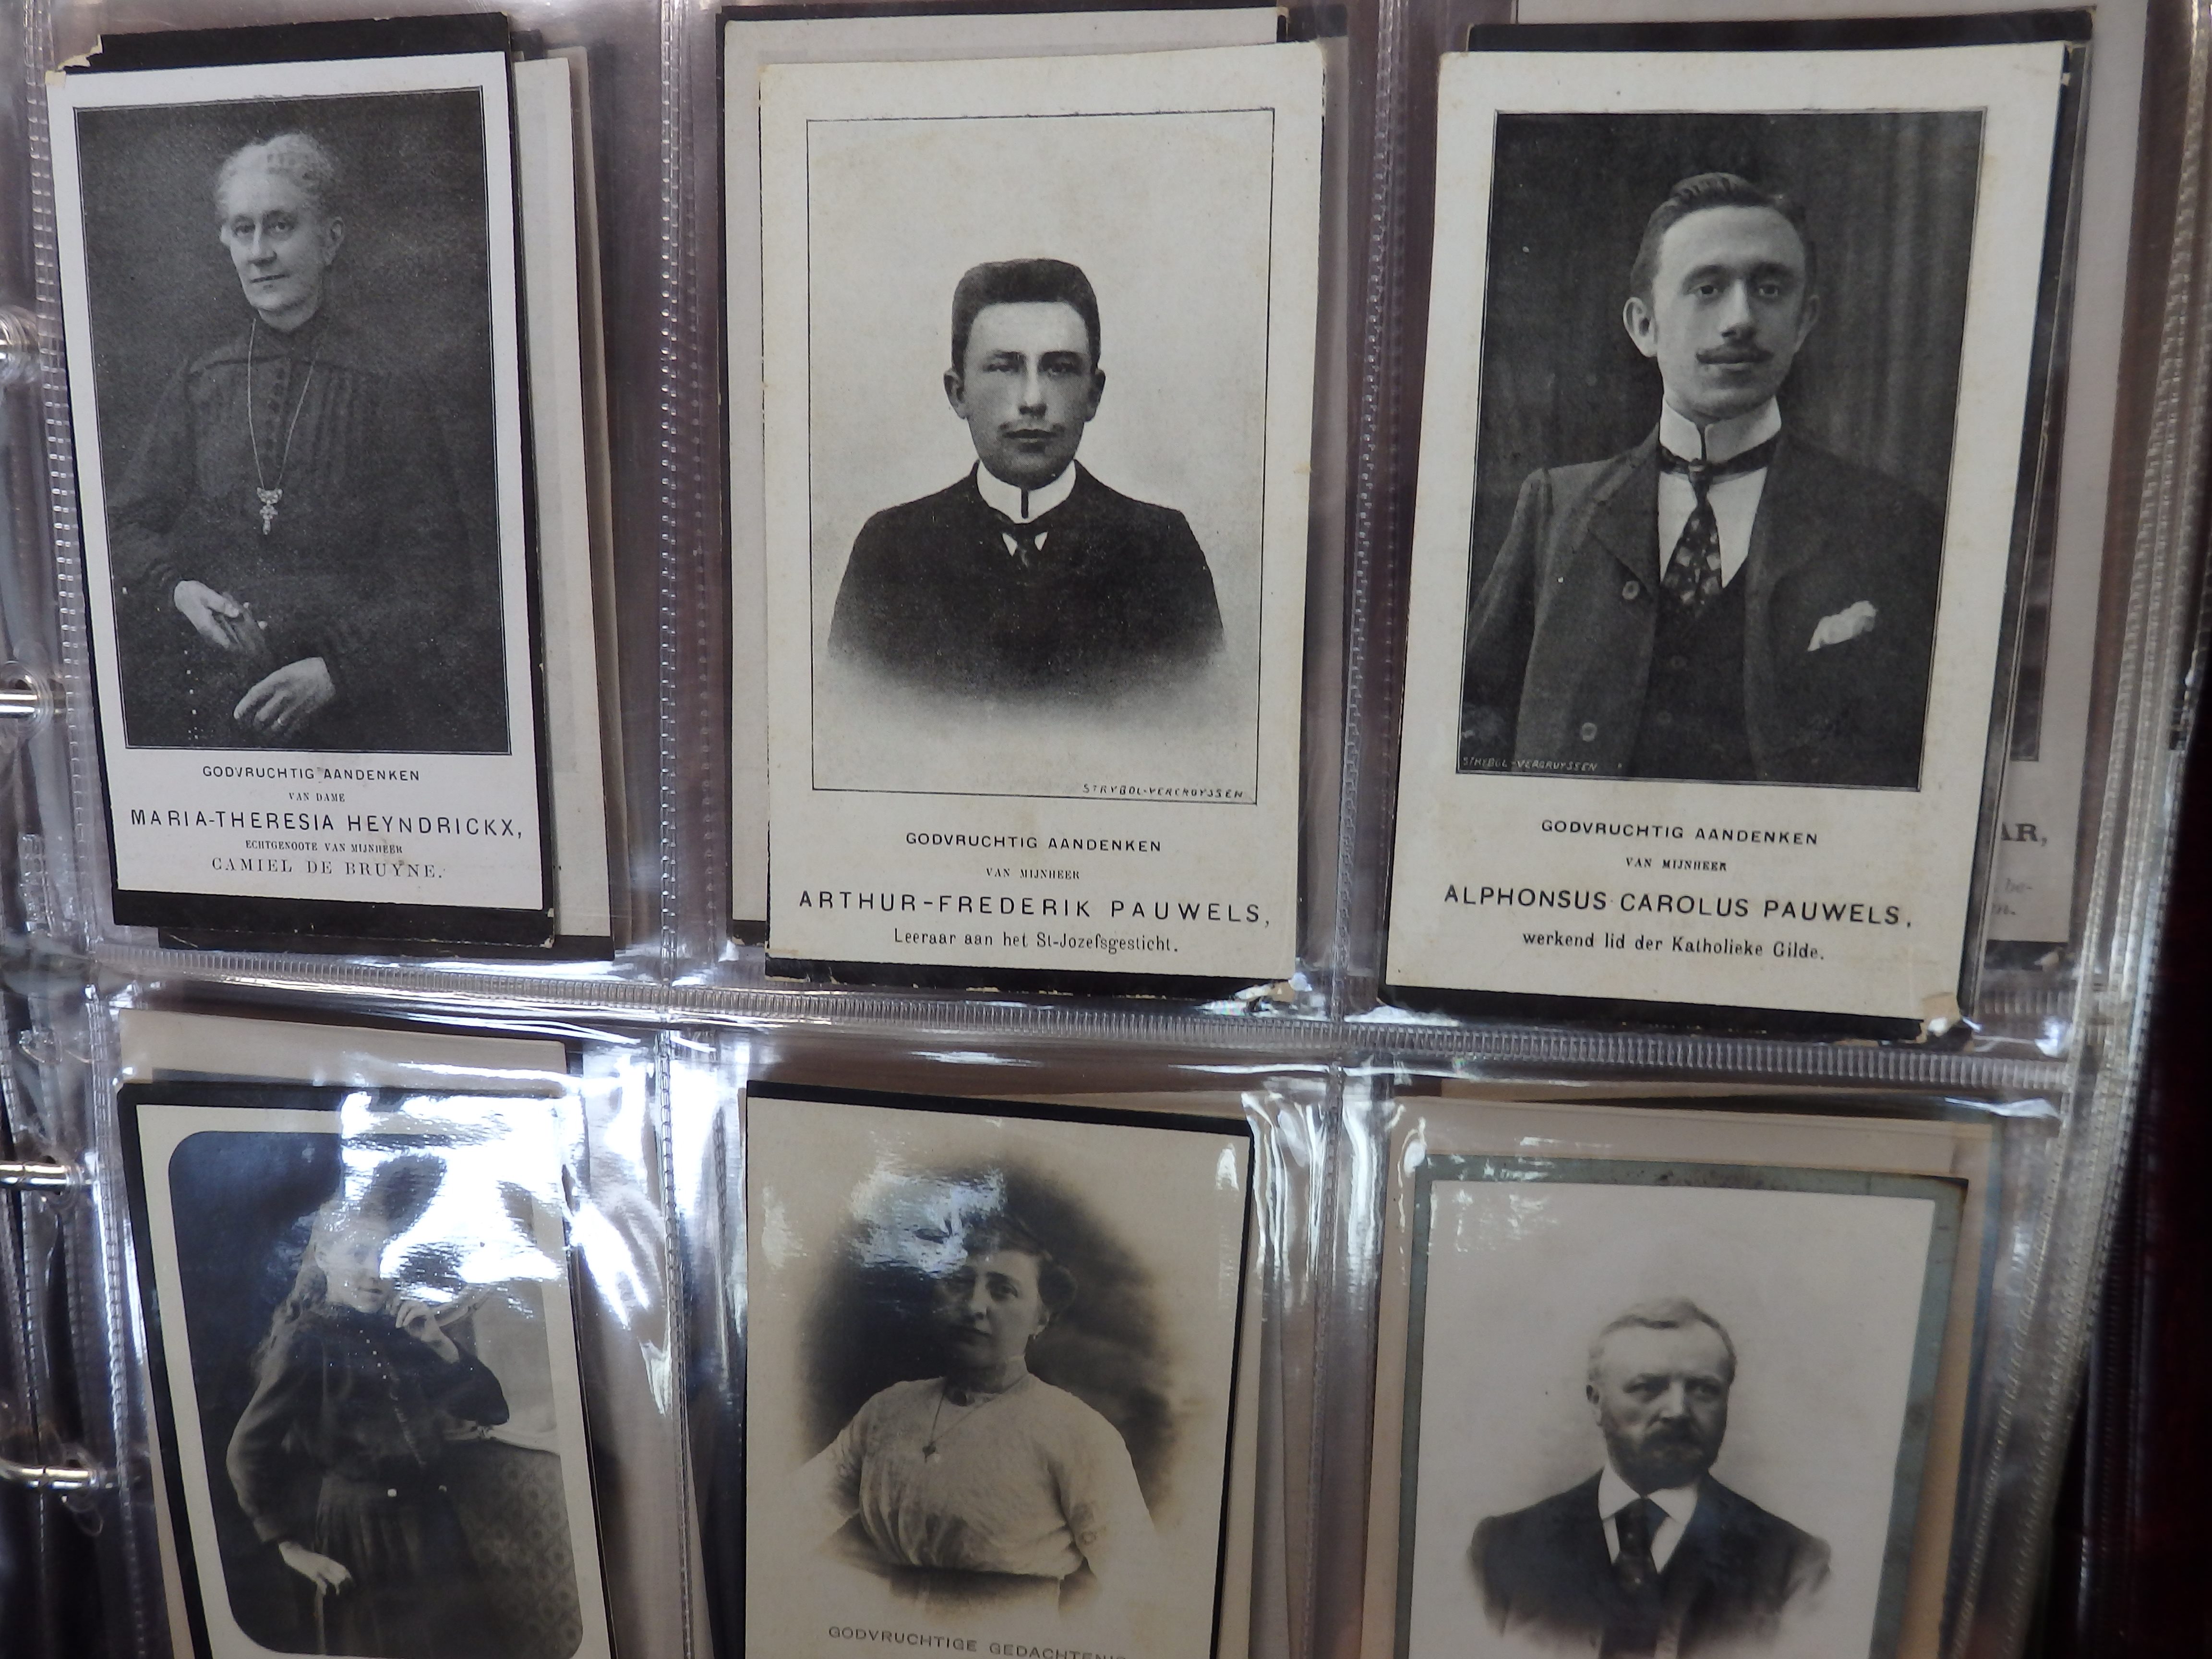 GODVRUCHTIG AANDENKEN
VAN DAME
MARIA-THERESIA HEYNDRICKX,
ECHTGENOOTE VAN MIJNHEER
CAMIEL DE BRUYNE.
STRYBOL-VERCRUYSSEN
GODVRUCHTIG AANDENKEN
VAN MIJNHEER
ARTHUR-FREDERIK PAUWELS,
Leeraar aan het St-Jozefsgesticht.
STRYBOL-VERCRUYSSEN
GODVRUCHTIG AANDENKEN
VAN MIJNHEER
ALPHONSUS CAROLUS PAUWELS,
werkend lid der Katholieke Gilde.
AR,
be-
en.
GODVRUCHTIGE GEDACHTENIS